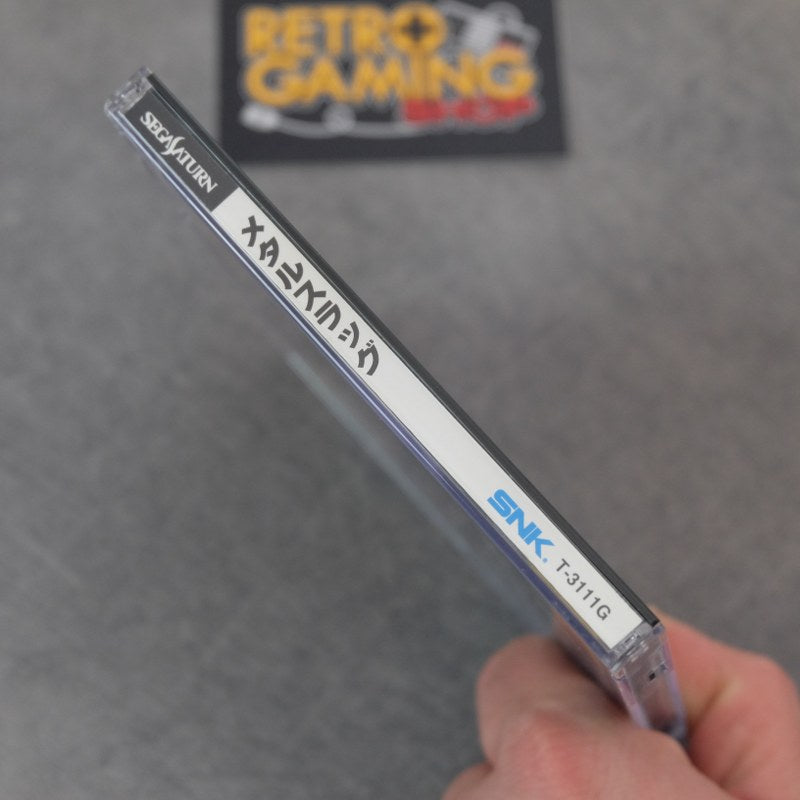 RETRO
GAMING
SHOP
SEGA SATURN
メタルスラッグ
SNK.
T-3111G